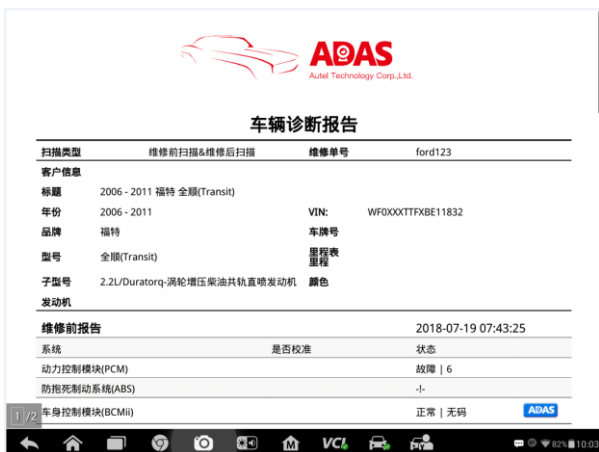 ADAS
Autel Technology Corp.,Ltd.
车辆诊断报告
扫描类型 维修前扫描&维修后扫描 维修单号 ford123
客户信息
标题 2006 - 2011 福特 全顺(Transit)
年份 2006 - 2011 VIN: WF0XXXTTFXBE11832
品牌 福特 车牌号
型号 全顺(Transit) 里程表里程
子型号 2.2L/Duratorq-涡轮增压柴油共轨直喷发动机 颜色
发动机
维修前报告 2018-07-19 07:43:25
系统 是否校准 状态
动力控制模块(PCM) 故障 | 6
防抱死制动系统(ABS) -!-
车身控制模块(BCMii) 正常 | 无码 ADAS
1 /2
M VCI 82% 10:03